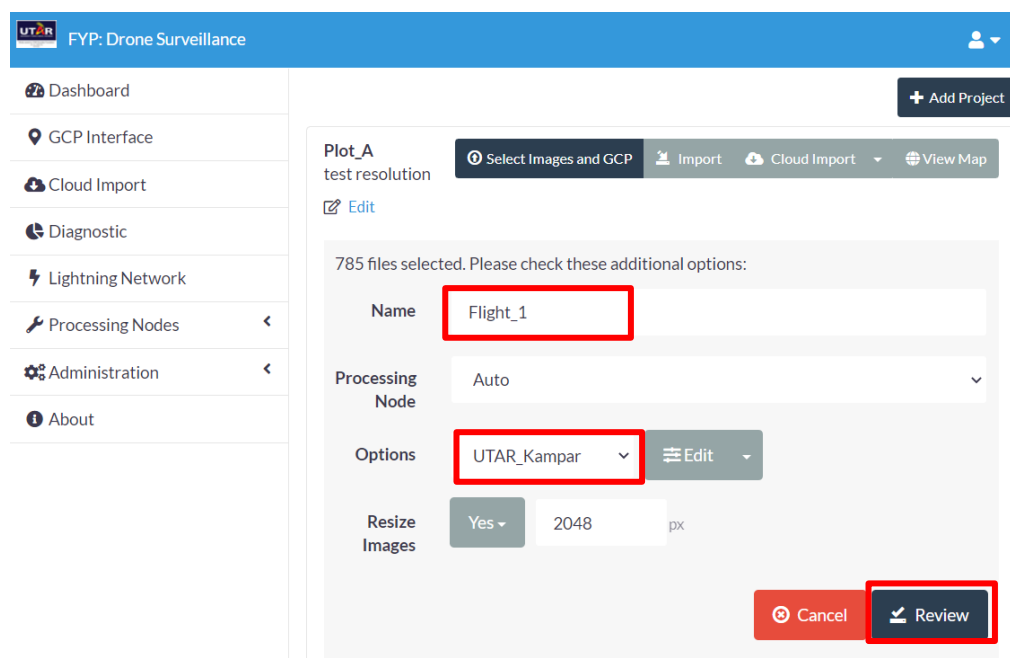 UTAR
FYP: Drone Surveillance
Dashboard
GCP Interface
Cloud Import
Diagnostic
Lightning Network
Processing Nodes
Administration
About
Add Project
Plot_A
test resolution
Select Images and GCP
Import
Cloud Import
View Map
Edit
785 files selected. Please check these additional options:
Name
Flight_1
Processing
Node
Auto
Options
UTAR_Kampar
Edit
Resize
Images
Yes
2048
px
Cancel
Review